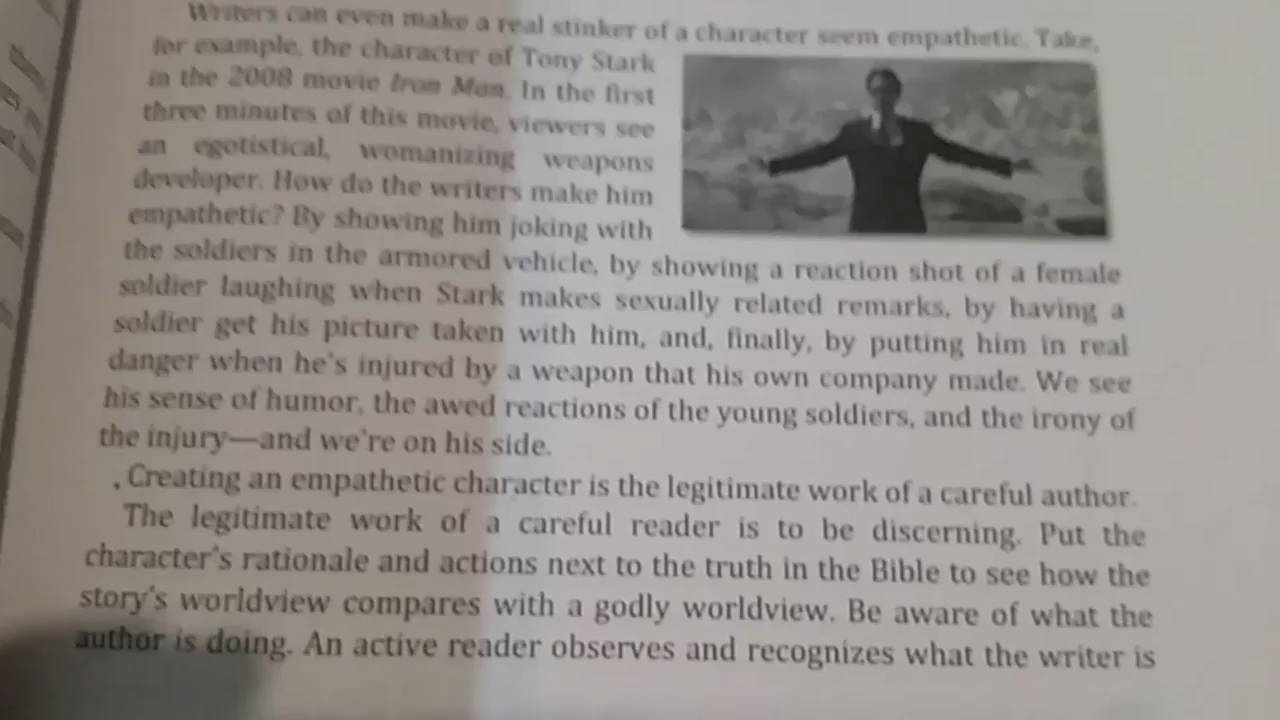 Writers can even make a real stinker of a character seem empathetic. Take,
for example, the character of Tony Stark
in the 2008 movie Iron Man. In the first
three minutes of this movie, viewers see
an egotistical, womanizing weapons
developer. How do the writers make him
empathetic? By showing him joking with
the soldiers in the armored vehicle, by showing a reaction shot of a female
soldier laughing when Stark makes sexually related remarks, by having a
soldier get his picture taken with him, and, finally, by putting him in real
danger when he's injured by a weapon that his own company made. We see
his sense of humor, the awed reactions of the young soldiers, and the irony of
the injury—and we're on his side.
Creating an empathetic character is the legitimate work of a careful author.
The legitimate work of a careful reader is to be discerning. Put the
character's rationale and actions next to the truth in the Bible to see how the
story's worldview compares with a godly worldview. Be aware of what the
author is doing. An active reader observes and recognizes what the writer is